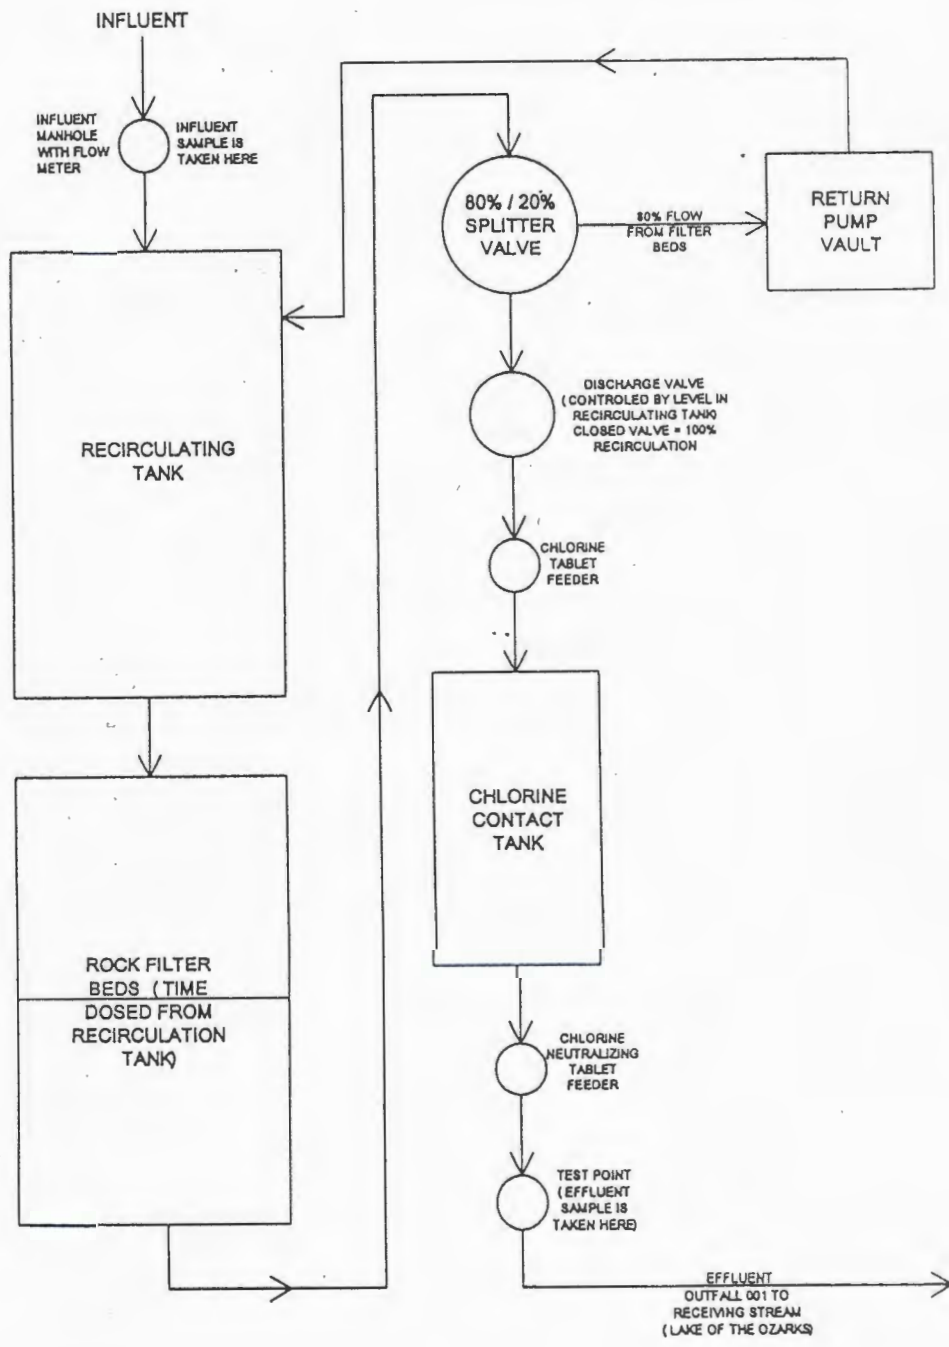 INFLUENT
INFLUENT
MANHOLE
WITH FLOW
METER
INFLUENT
SAMPLE IS
TAKEN HERE
80% / 20%
SPLITTER
VALVE
80% FLOW
FROM FILTER
BEDS
RETURN
PUMP
VAULT
RECIRCULATING
TANK
DISCHARGE VALVE
(CONTROLED BY LEVEL IN
RECIRCULATING TANK)
CLOSED VALVE = 100%
RECIRCULATION
CHLORINE
TABLET
FEEDER
CHLORINE
CONTACT
TANK
ROCK FILTER
BEDS (TIME
DOSED FROM
RECIRCULATION
TANK)
CHLORINE
NEUTRALIZING
TABLET
FEEDER
TEST POINT
(EFFLUENT
SAMPLE IS
TAKEN HERE)
EFFLUENT
OUTFALL 001 TO
RECEIVING STREAM
(LAKE OF THE OZARKS)